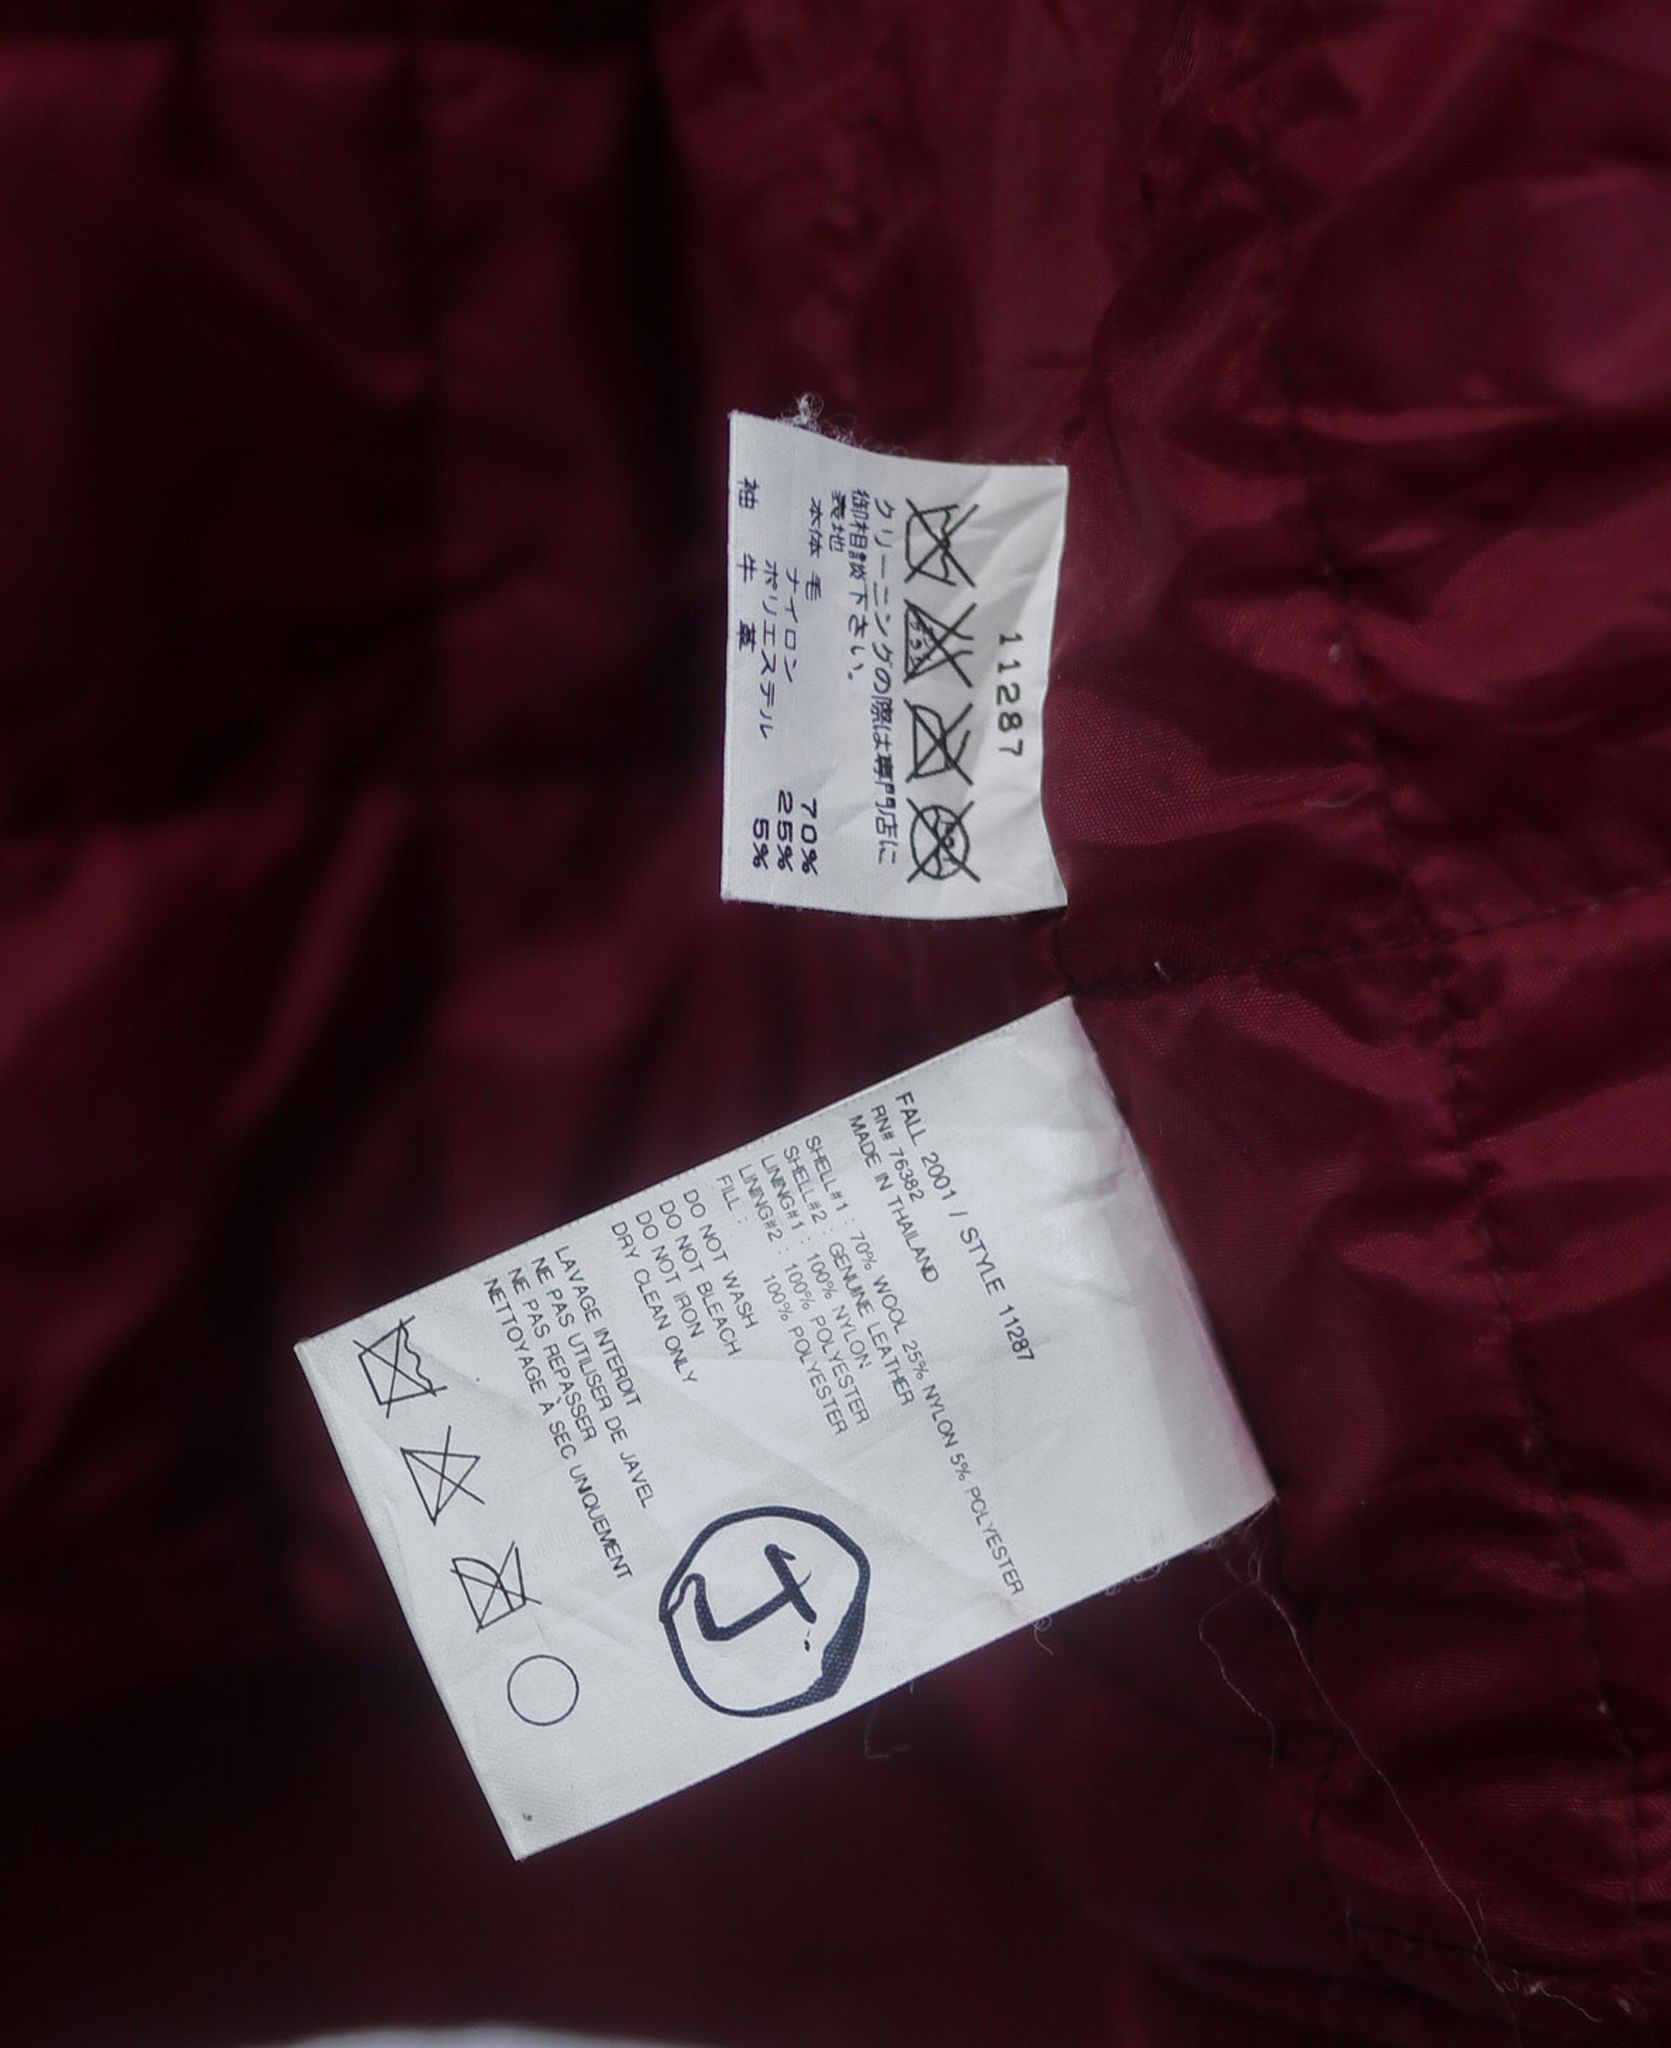 11287
クリーニングの際は専門店に
御相談下さい。
表地
本体 毛 70%
ナイロン 25%
ポリエステル 5%
袖 牛革
FALL 2001 / STYLE 11287
RN# 76382
MADE IN THAILAND
SHELL#1 : 70% WOOL 25% NYLON 5% POLYESTER
SHELL#2 : GENUINE LEATHER
LINING#1 : 100% NYLON
LINING#2 : 100% POLYESTER
FILL : 100% POLYESTER
DO NOT WASH
DO NOT BLEACH
DO NOT IRON
DRY CLEAN ONLY
LAVAGE INTERDIT
NE PAS UTILISER DE JAVEL
NE PAS REPASSER
NETTOYAGE À SEC UNIQUEMENT